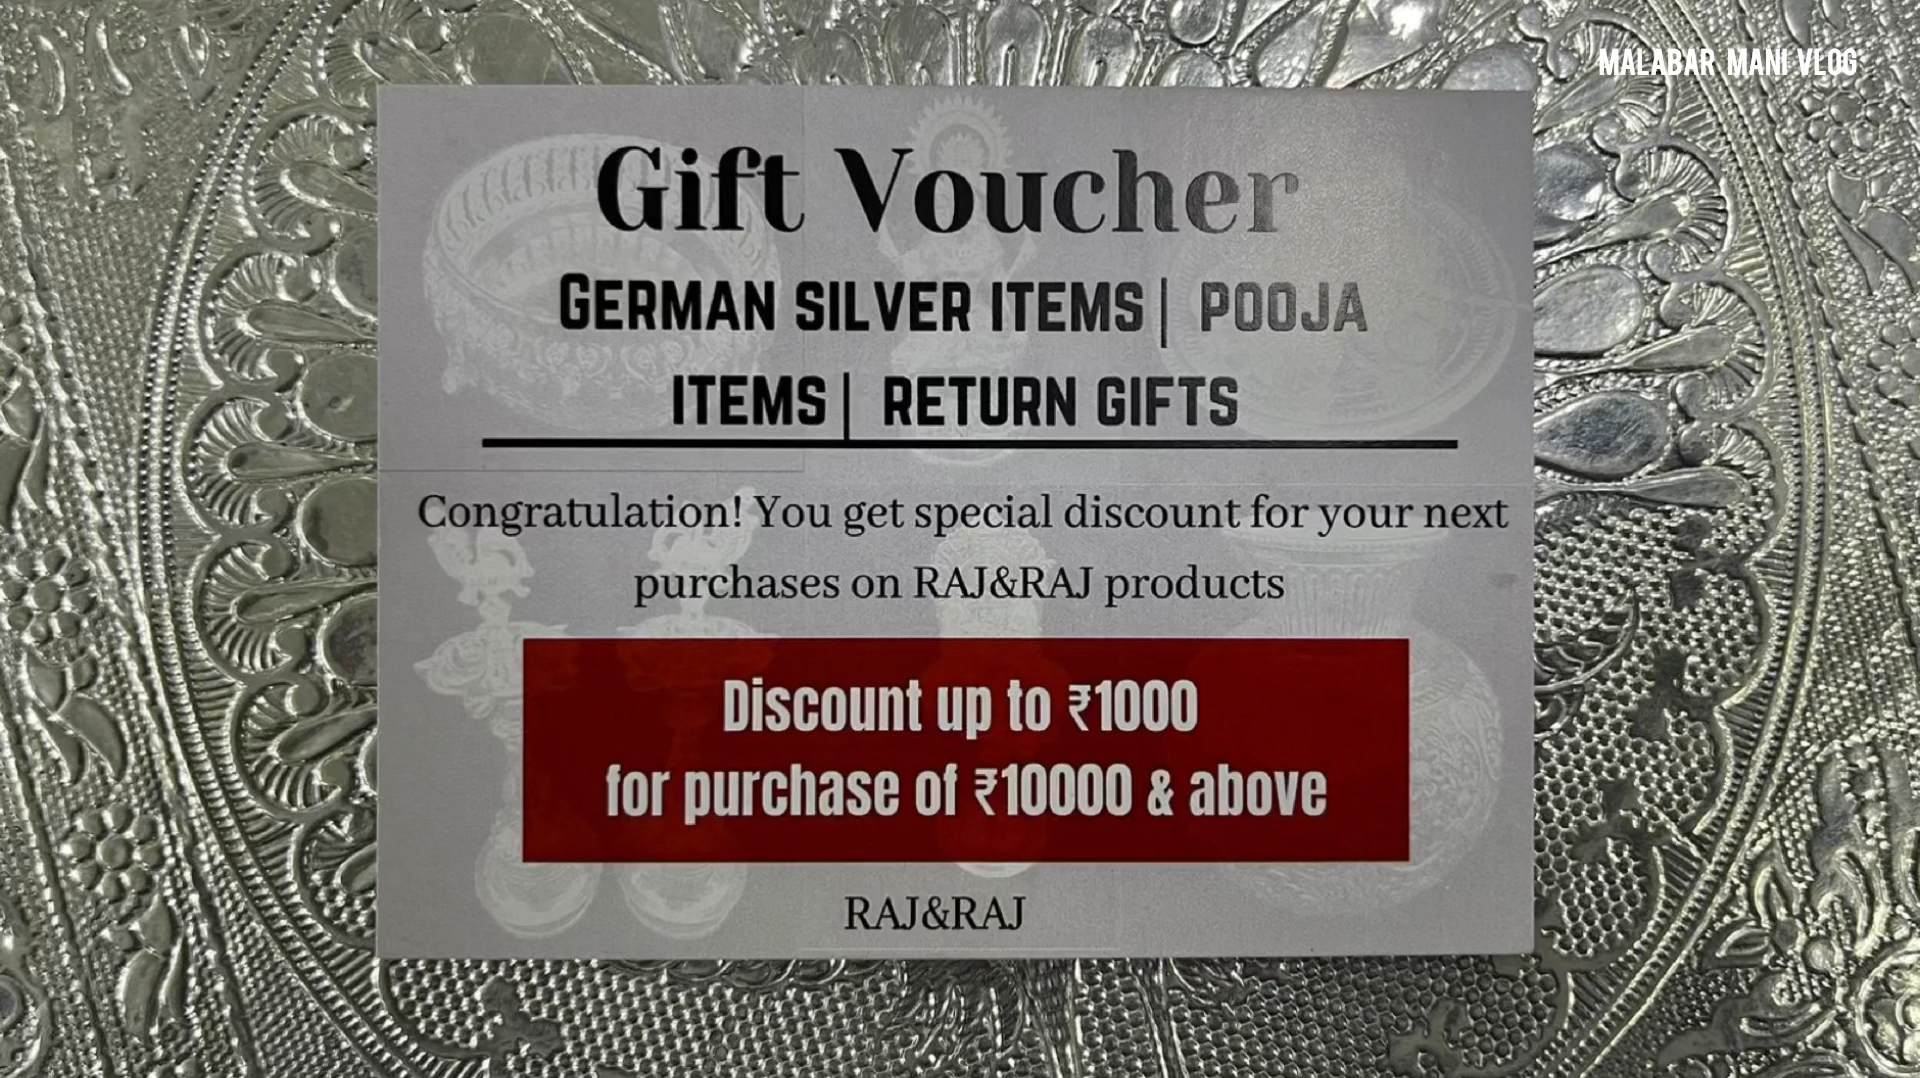 MALABAR MANI VLOG
Gift Voucher
GERMAN SILVER ITEMS| POOJA
ITEMS| RETURN GIFTS
Congratulation! You get special discount for your next
purchases on RAJ&RAJ products
Discount up to ₹1000
for purchase of ₹10000 & above
RAJ&RAJ